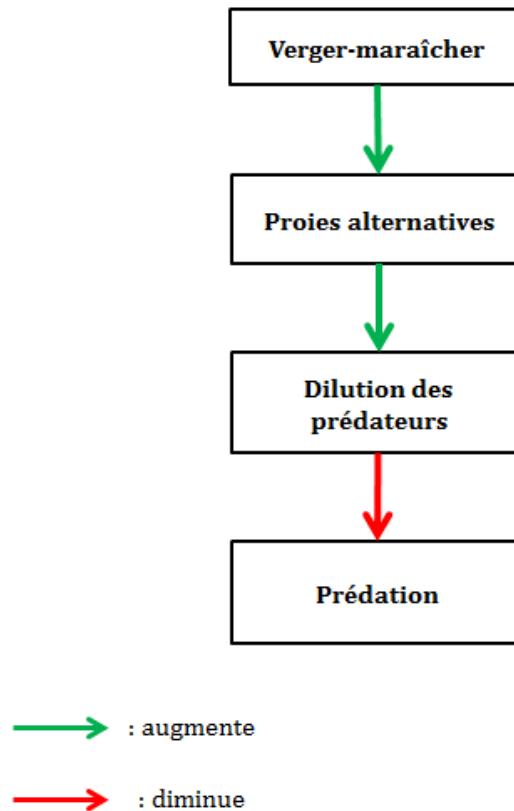 Verger-maraîcher
Proies alternatives
Dilution des
prédateurs
Prédation
: augmente
: diminue